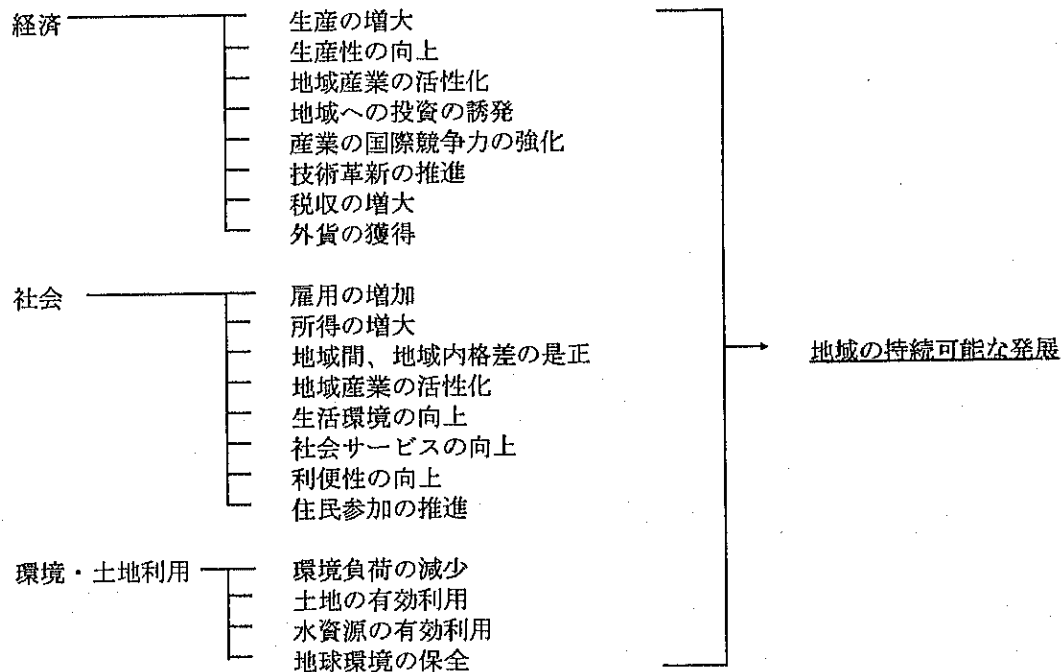 経済
生産の増大
生産性の向上
地域産業の活性化
地域への投資の誘発
産業の国際競争力の強化
技術革新の推進
税収の増大
外貨の獲得
社会
雇用の増加
所得の増大
地域間、地域内格差の是正
地域産業の活性化
生活環境の向上
社会サービスの向上
利便性の向上
住民参加の推進
環境・土地利用
環境負荷の減少
土地の有効利用
水資源の有効利用
地球環境の保全
地域の持続可能な発展